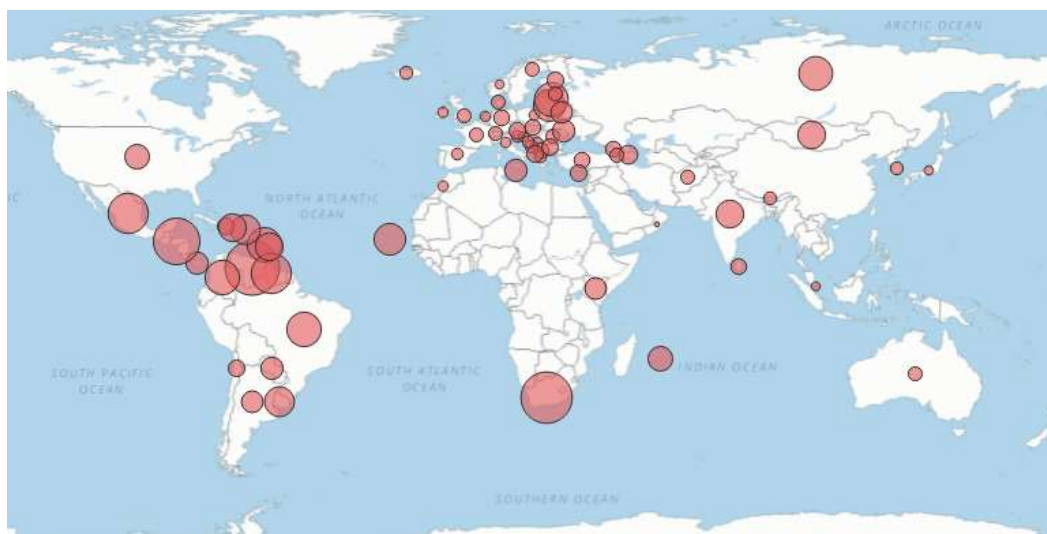 ARCTIC OCEAN
NORTH ATLANTIC
OCEAN
SOUTH PACIFIC
OCEAN
SOUTH ATLANTIC
OCEAN
INDIAN OCEAN
SOUTHERN OCEAN